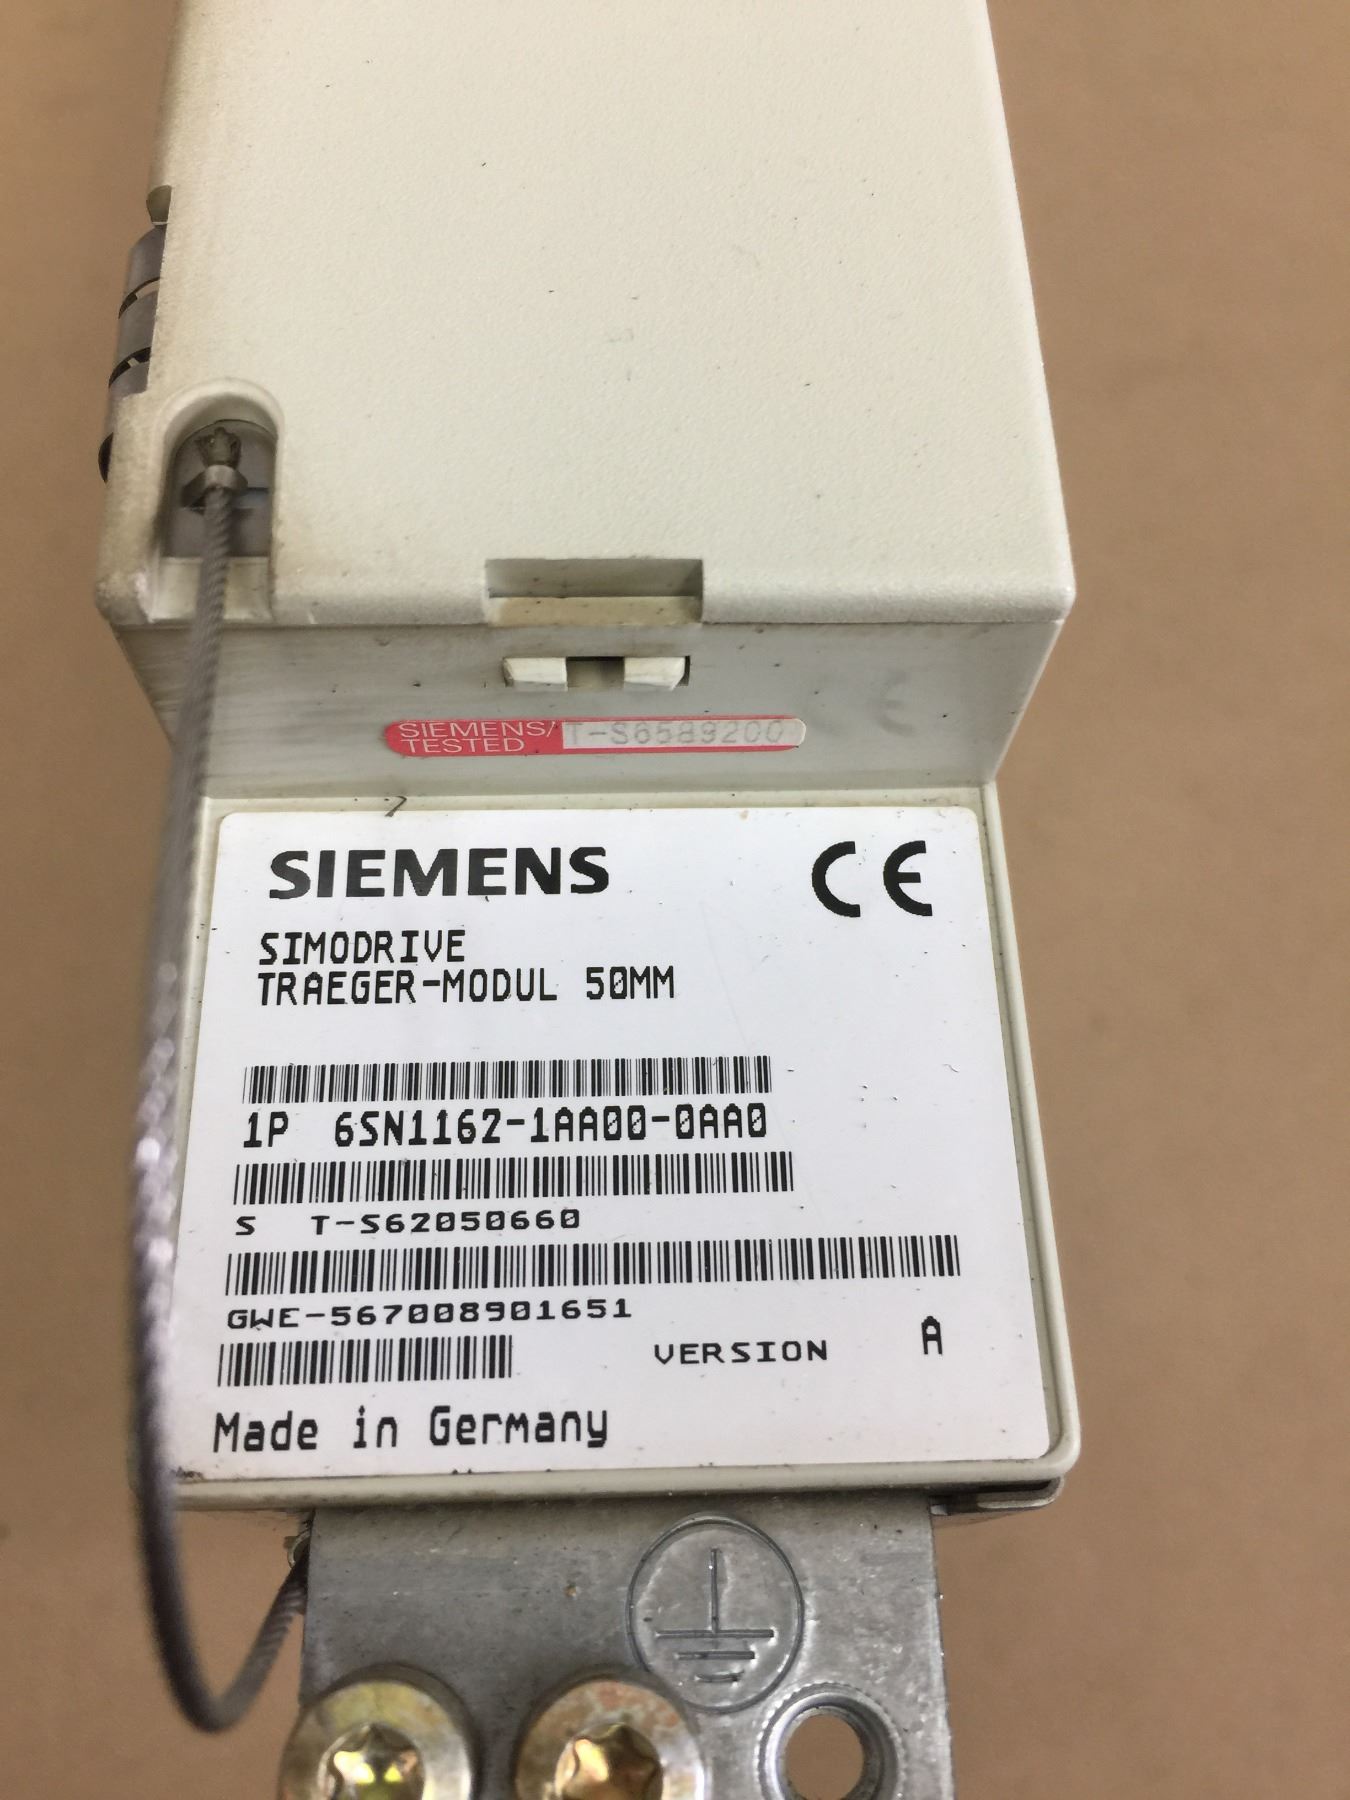 SIEMENS/
TESTED
T-S6589200
SIEMENS
CE
SIMODRIVE
TRAEGER-MODUL 50MM
1P 6SN1162-1AA00-0AA0
S T-S62050660
GWE-567008901651
VERSION A
Made in Germany